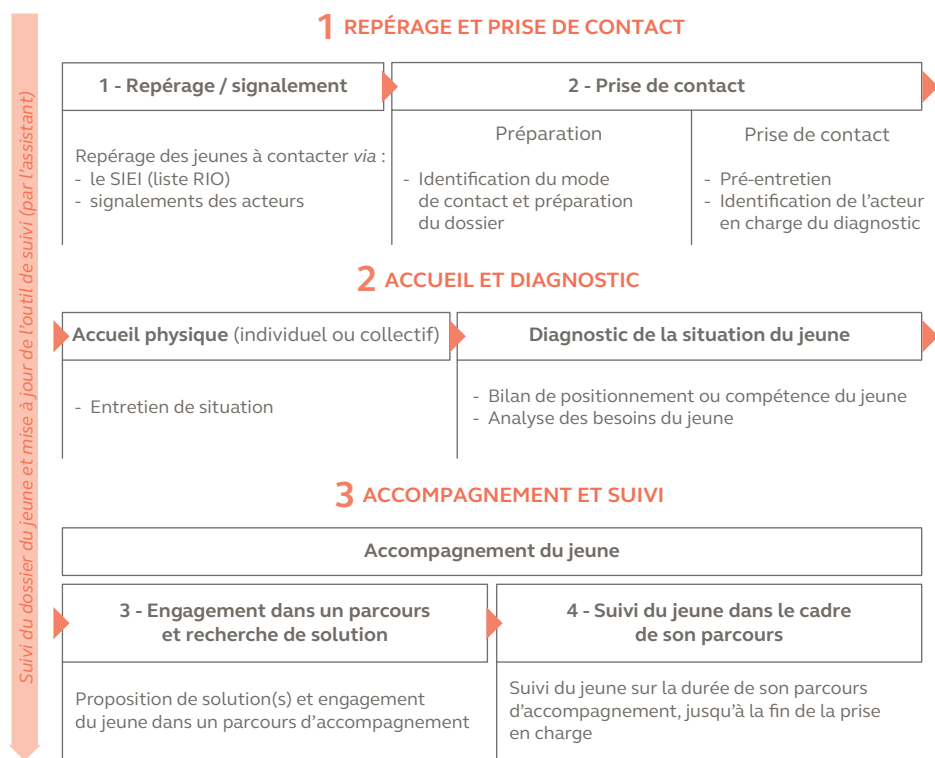 Suivi du dossier du jeune et mise à jour de l'outil de suivi (par l'assistant)
1 REPÉRAGE ET PRISE DE CONTACT
1 - Repérage / signalement
2 - Prise de contact
Repérage des jeunes à contacter via :
- le SIEI (liste RIO)
- signalements des acteurs
Préparation
- Identification du mode
de contact et préparation
du dossier
Prise de contact
- Pré-entretien
- Identification de l'acteur
en charge du diagnostic
2 ACCUEIL ET DIAGNOSTIC
Accueil physique (individuel ou collectif)
Diagnostic de la situation du jeune
- Entretien de situation
- Bilan de positionnement ou compétence du jeune
- Analyse des besoins du jeune
3 ACCOMPAGNEMENT ET SUIVI
Accompagnement du jeune
3 - Engagement dans un parcours
et recherche de solution
4 - Suivi du jeune dans le cadre
de son parcours
Proposition de solution(s) et engagement
du jeune dans un parcours d'accompagnement
Suivi du jeune sur la durée de son parcours
d'accompagnement, jusqu'à la fin de la prise
en charge